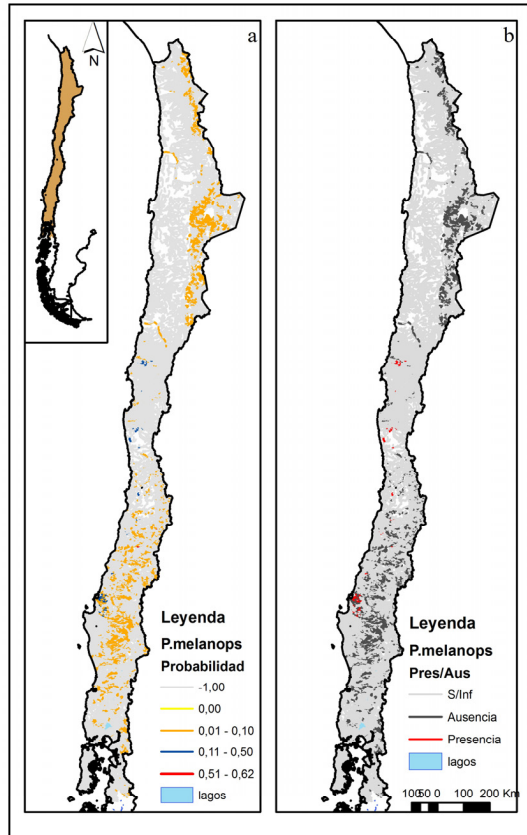 a
N
Leyenda
P.melanops
Probabilidad
-1,00
0,00
0,01 - 0,10
0,11 - 0,50
0,51 - 0,62
lagos
b
Leyenda
P.melanops
Pres/Aus
S/Inf
Ausencia
Presencia
lagos
100 50 0 100 200 Km